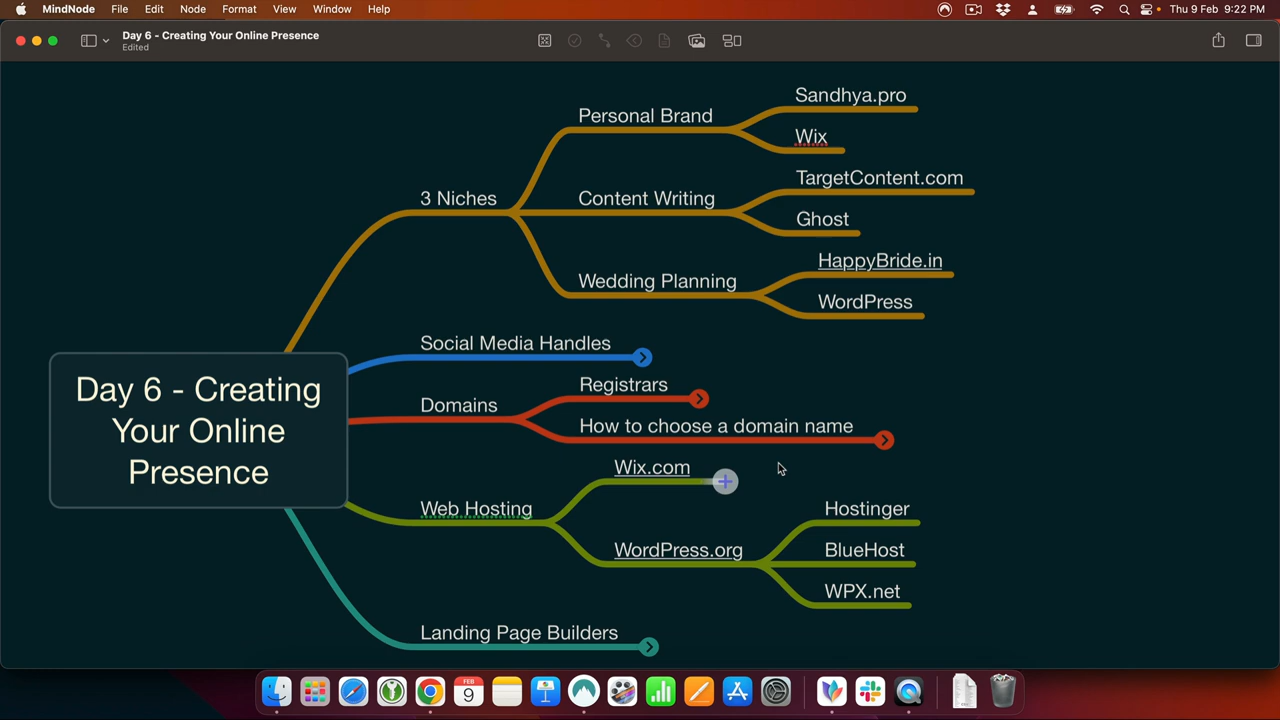 MindNode File Edit Node Format View Window Help Thu 9 Feb 9:22 PM
Day 6 - Creating Your Online Presence
Edited
Sandhya.pro
Personal Brand
Wix
TargetContent.com
3 Niches
Content Writing
Ghost
HappyBride.in
Wedding Planning
WordPress
Social Media Handles
Registrars
Domains
How to choose a domain name
Day 6 - Creating
Your Online
Presence
Wix.com
Web Hosting
Hostinger
WordPress.org
BlueHost
WPX.net
Landing Page Builders
FEB
9